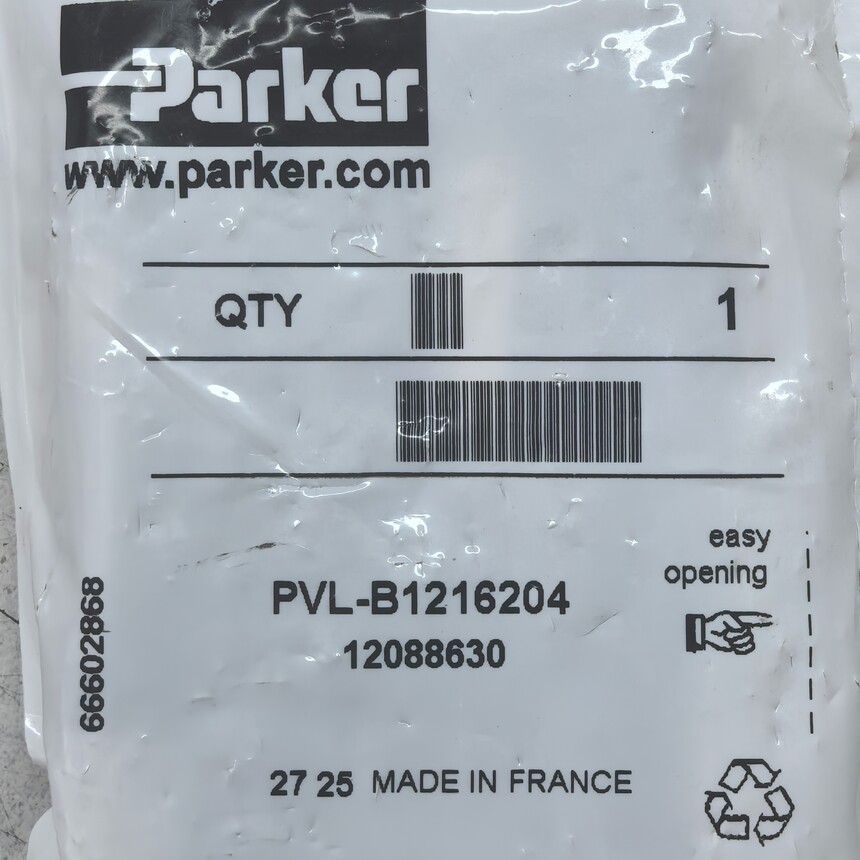 Parker
www.parker.com
QTY 1
easy
opening
PVL-B1216204
12088630
66602868
27 25 MADE IN FRANCE